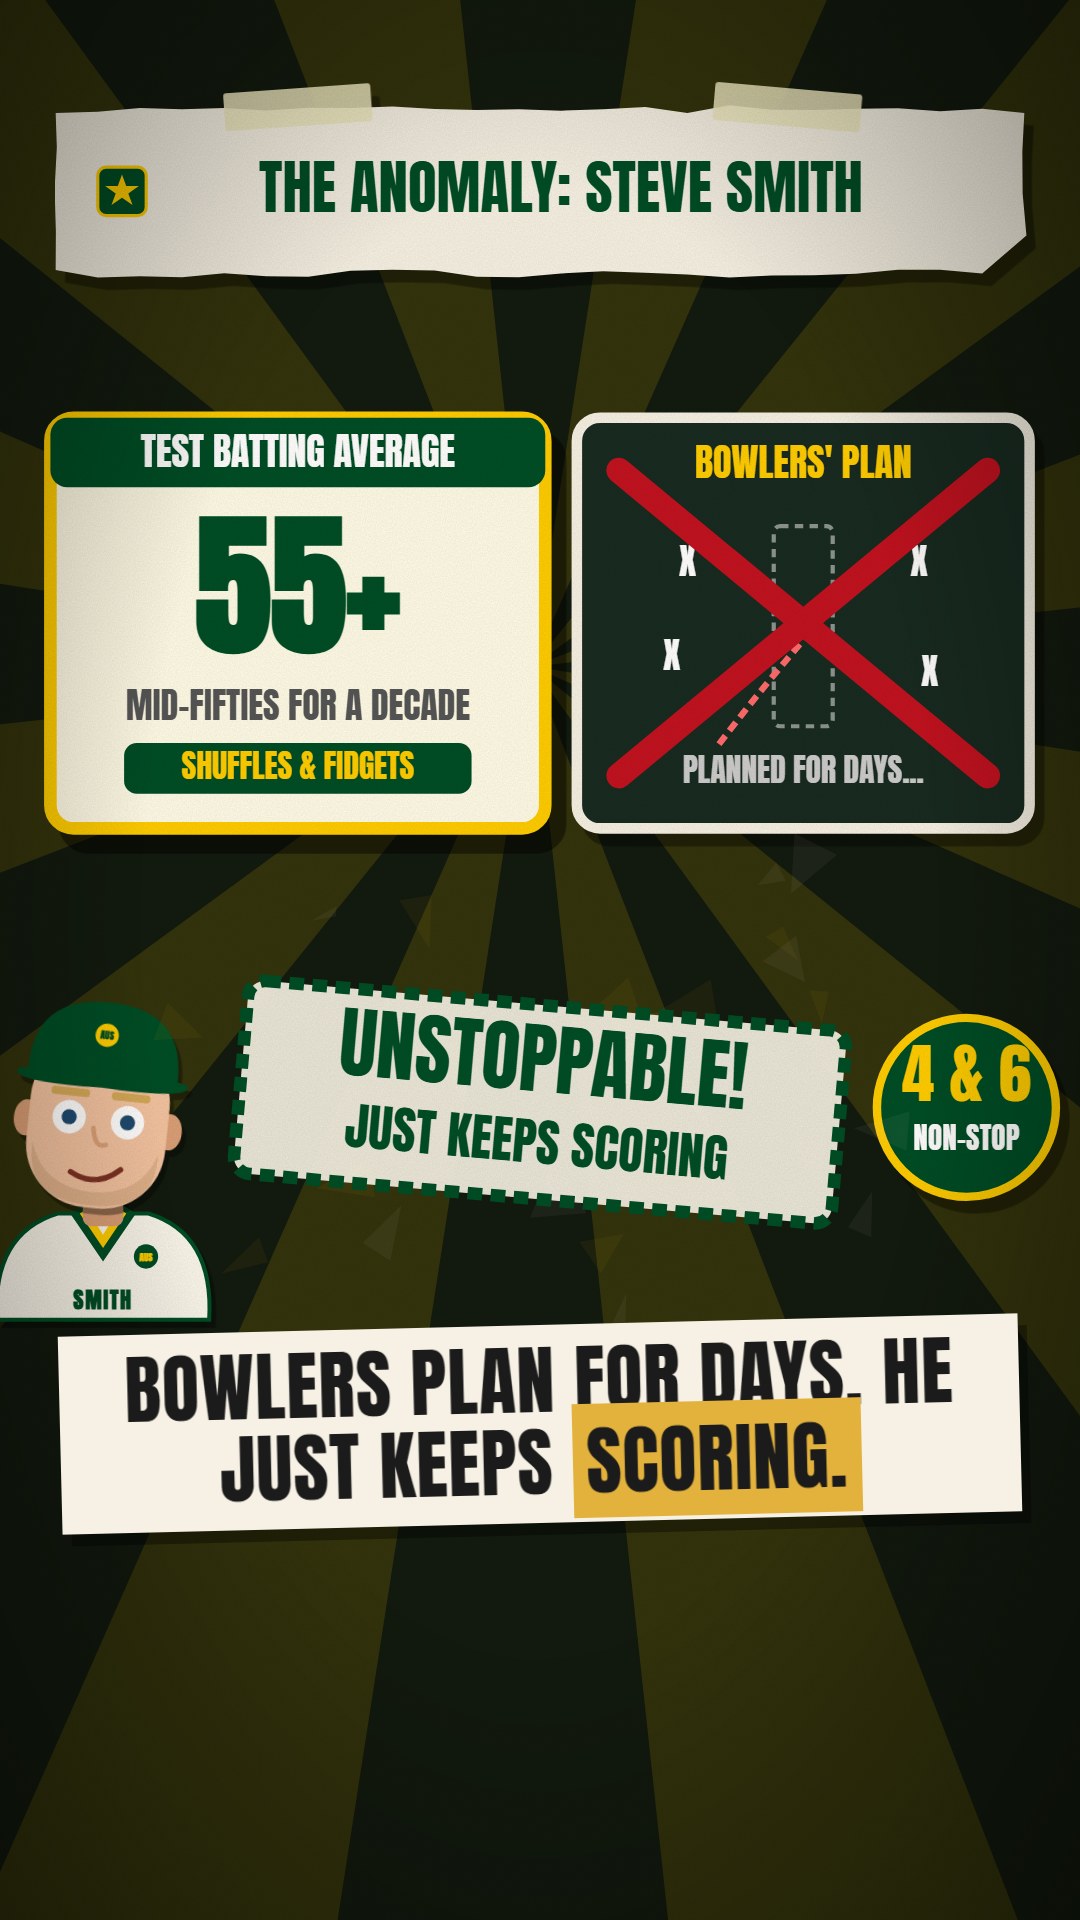 THE ANOMALY: STEVE SMITH
TEST BATTING AVERAGE
55+
MID-FIFTIES FOR A DECADE
SHUFFLES & FIDGETS
BOWLERS' PLAN
X
X
X
X
PLANNED FOR DAYS...
AUS
UNSTOPPABLE!
JUST KEEPS SCORING
4 & 6
NON-STOP
AUS
SMITH
BOWLERS PLAN FOR DAYS. HE
JUST KEEPS SCORING.